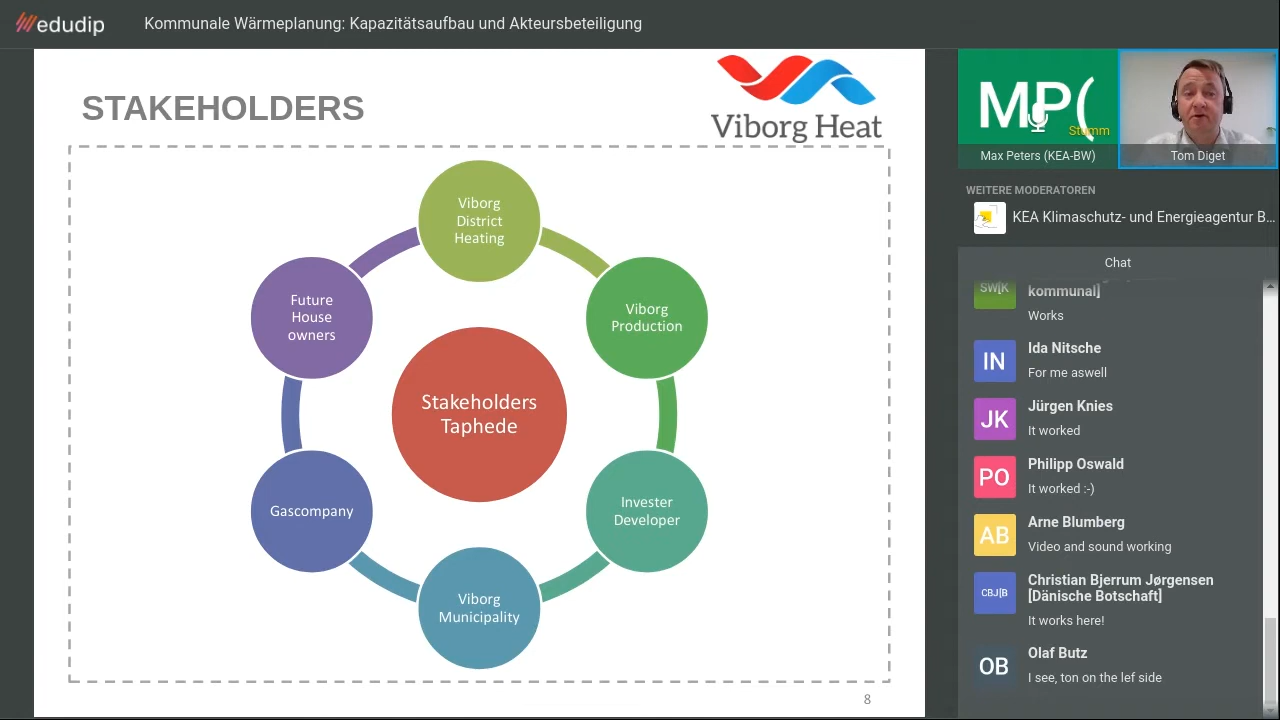 edudip
Kommunale Wärmeplanung: Kapazitätsaufbau und Akteursbeteiligung
STAKEHOLDERS
Viborg Heat
Viborg
District
Heating
Viborg
Production
Invester
Developer
Viborg
Municipality
Gascompany
Future
House
owners
Stakeholders
Taphede
8
MP(
Stumm
Max Peters (KEA-BW)
Tom Diget
WEITERE MODERATOREN
KEA Klimaschutz- und Energieagentur B...
Chat
SW[K
kommunal]
Works
IN
Ida Nitsche
For me aswell
JK
Jürgen Knies
It worked
PO
Philipp Oswald
It worked :-)
AB
Arne Blumberg
Video and sound working
CBJ[B
Christian Bjerrum Jørgensen
[Dänische Botschaft]
It works here!
OB
Olaf Butz
I see, ton on the lef side